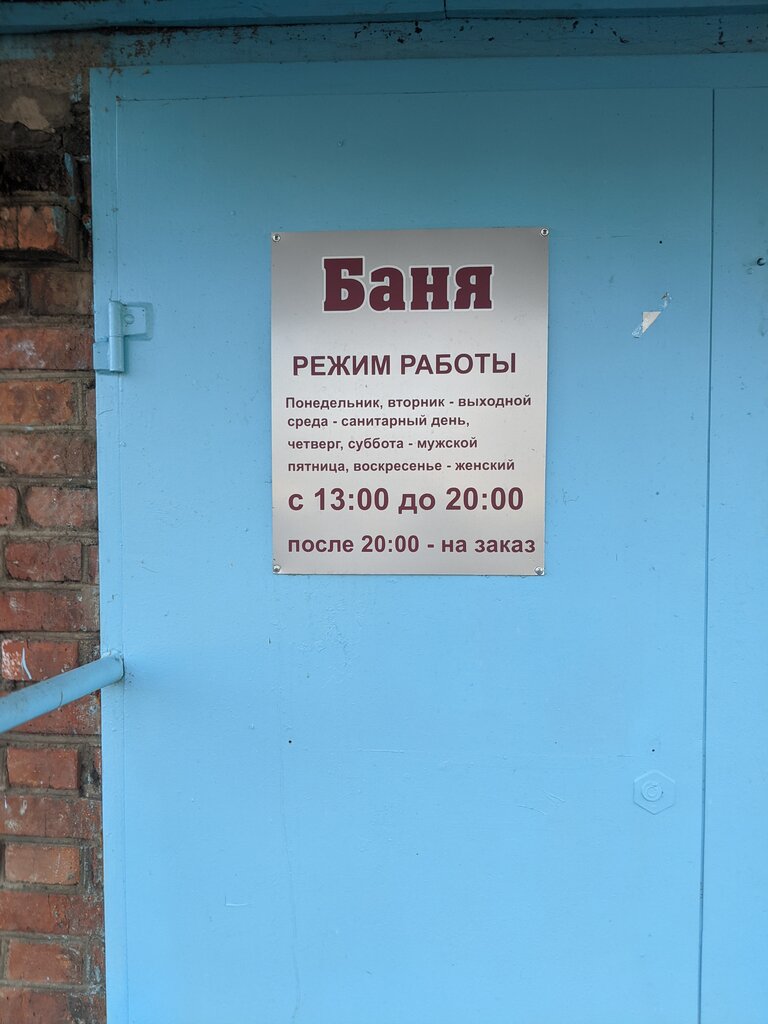 Баня
РЕЖИМ РАБОТЫ
Понедельник, вторник - выходной
среда - санитарный день,
четверг, суббота - мужской
пятница, воскресенье - женский
с 13:00 до 20:00
после 20:00 - на заказ